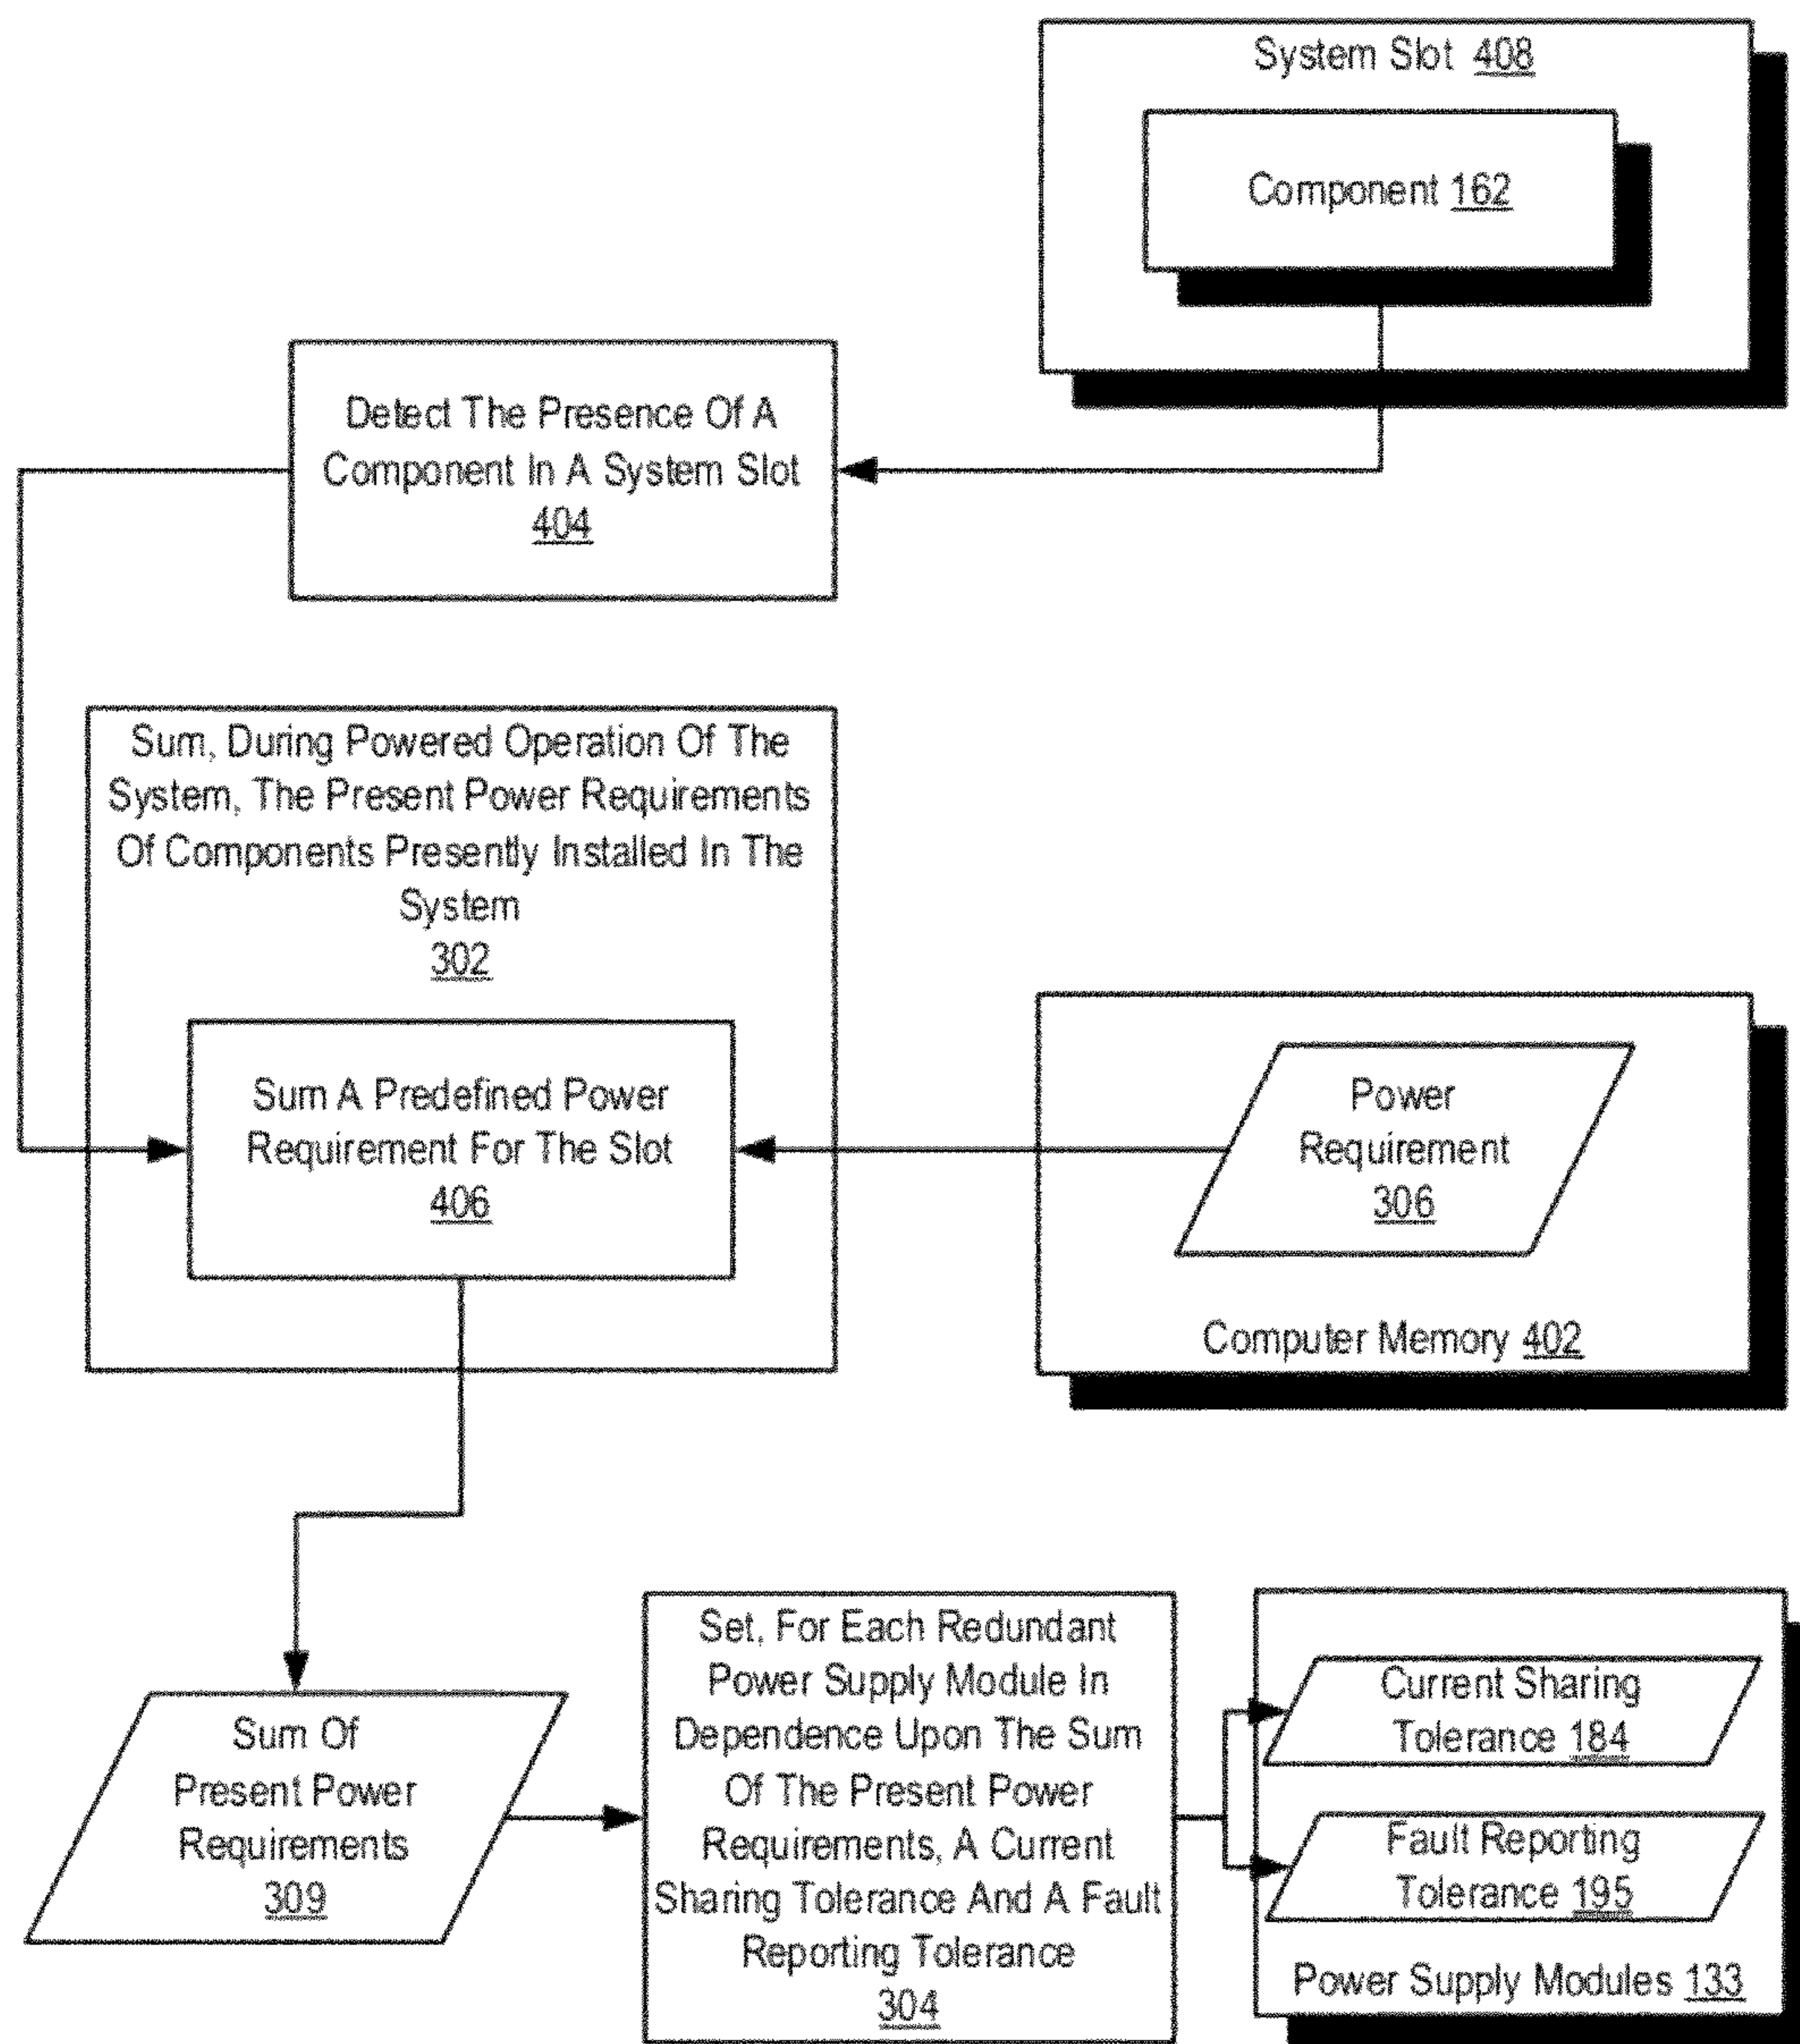 System Slot 408
Component 162
Detect The Presence Of A
Component In A System Slot
404
Sum, During Powered Operation Of The
System, The Present Power Requirements
Of Components Presently Installed In The
System
302
Sum A Predefined Power
Requirement For The Slot
406
Power
Requirement
306
Computer Memory 402
Sum Of
Present Power
Requirements
309
Set, For Each Redundant
Power Supply Module In
Dependence Upon The Sum
Of The Present Power
Requirements, A Current
Sharing Tolerance And A Fault
Reporting Tolerance
304
Current Sharing
Tolerance 184
Fault Reporting
Tolerance 195
Power Supply Modules 133